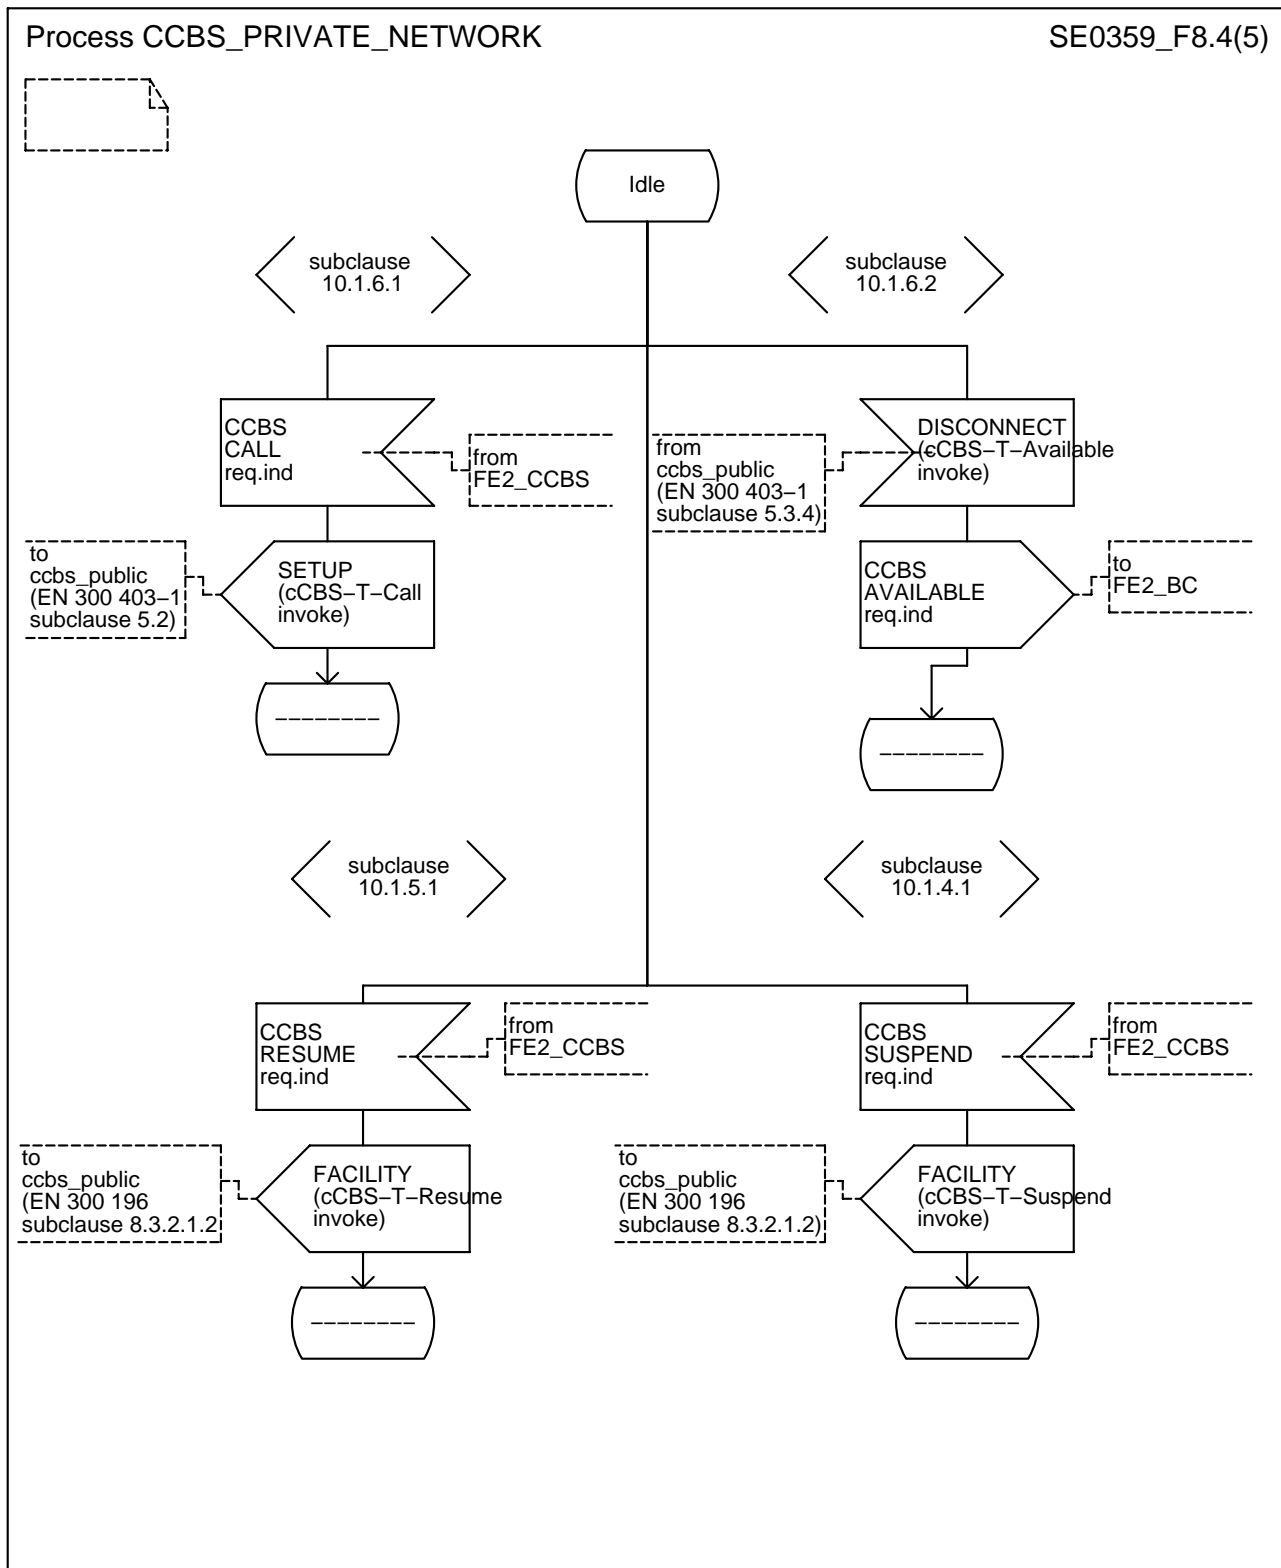 Process CCBS_PRIVATE_NETWORK
SE0359_F8.4(5)
Idle
subclause
10.1.6.1
subclause
10.1.6.2
CCBS
CALL
req.ind
from
FE2_CCBS
from
ccbs_public
(EN 300 403–1
subclause 5.3.4)
DISCONNECT
(cCBS–T–Available
invoke)
to
ccbs_public
(EN 300 403–1
subclause 5.2)
SETUP
(cCBS–T–Call
invoke)
CCBS
AVAILABLE
req.ind
to
FE2_BC
––––––––
––––––––
subclause
10.1.5.1
subclause
10.1.4.1
CCBS
RESUME
req.ind
from
FE2_CCBS
CCBS
SUSPEND
req.ind
from
FE2_CCBS
to
ccbs_public
(EN 300 196
subclause 8.3.2.1.2
FACILITY
(cCBS–T–Resume
invoke)
to
ccbs_public
(EN 300 196
subclause 8.3.2.1.2)
FACILITY
(cCBS–T–Suspend
invoke)
––––––––
––––––––